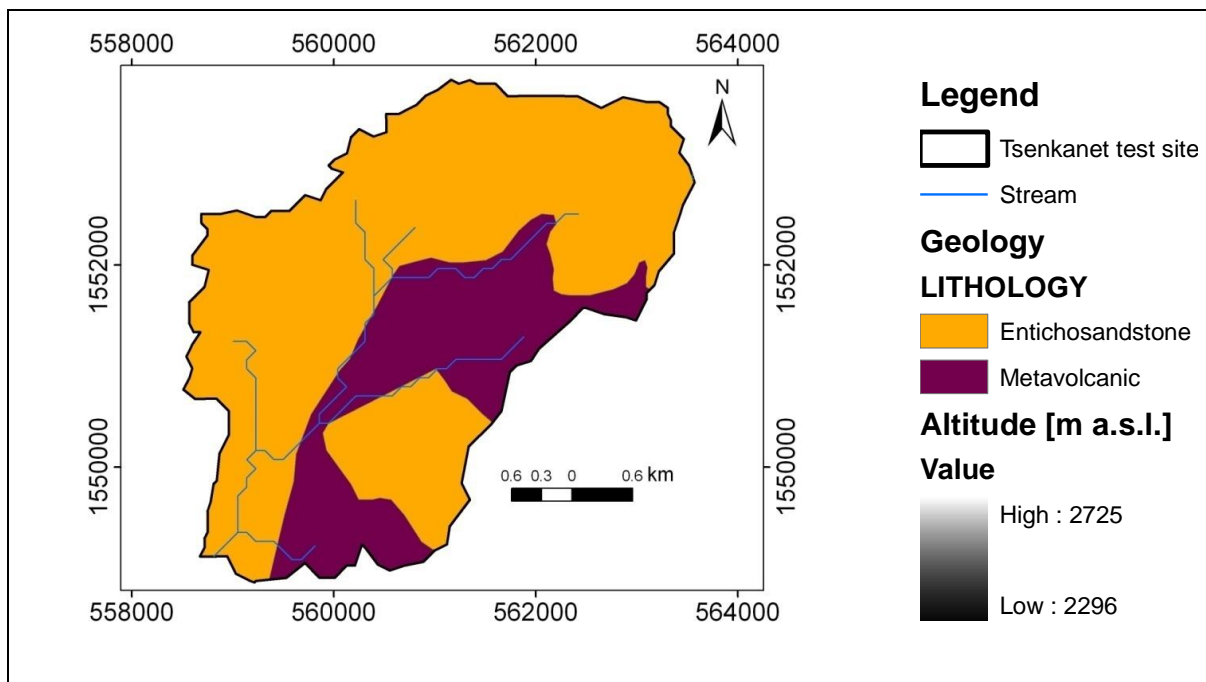 558000 560000 562000 564000
N
1552000 1552000
1550000 1550000
0.6 0.3 0 0.6 km
558000 560000 562000 564000
Legend
Tsenkanet test site
Stream
Geology
LITHOLOGY
Entichosandstone
Metavolcanic
Altitude [m a.s.l.]
Value
High : 2725
Low : 2296